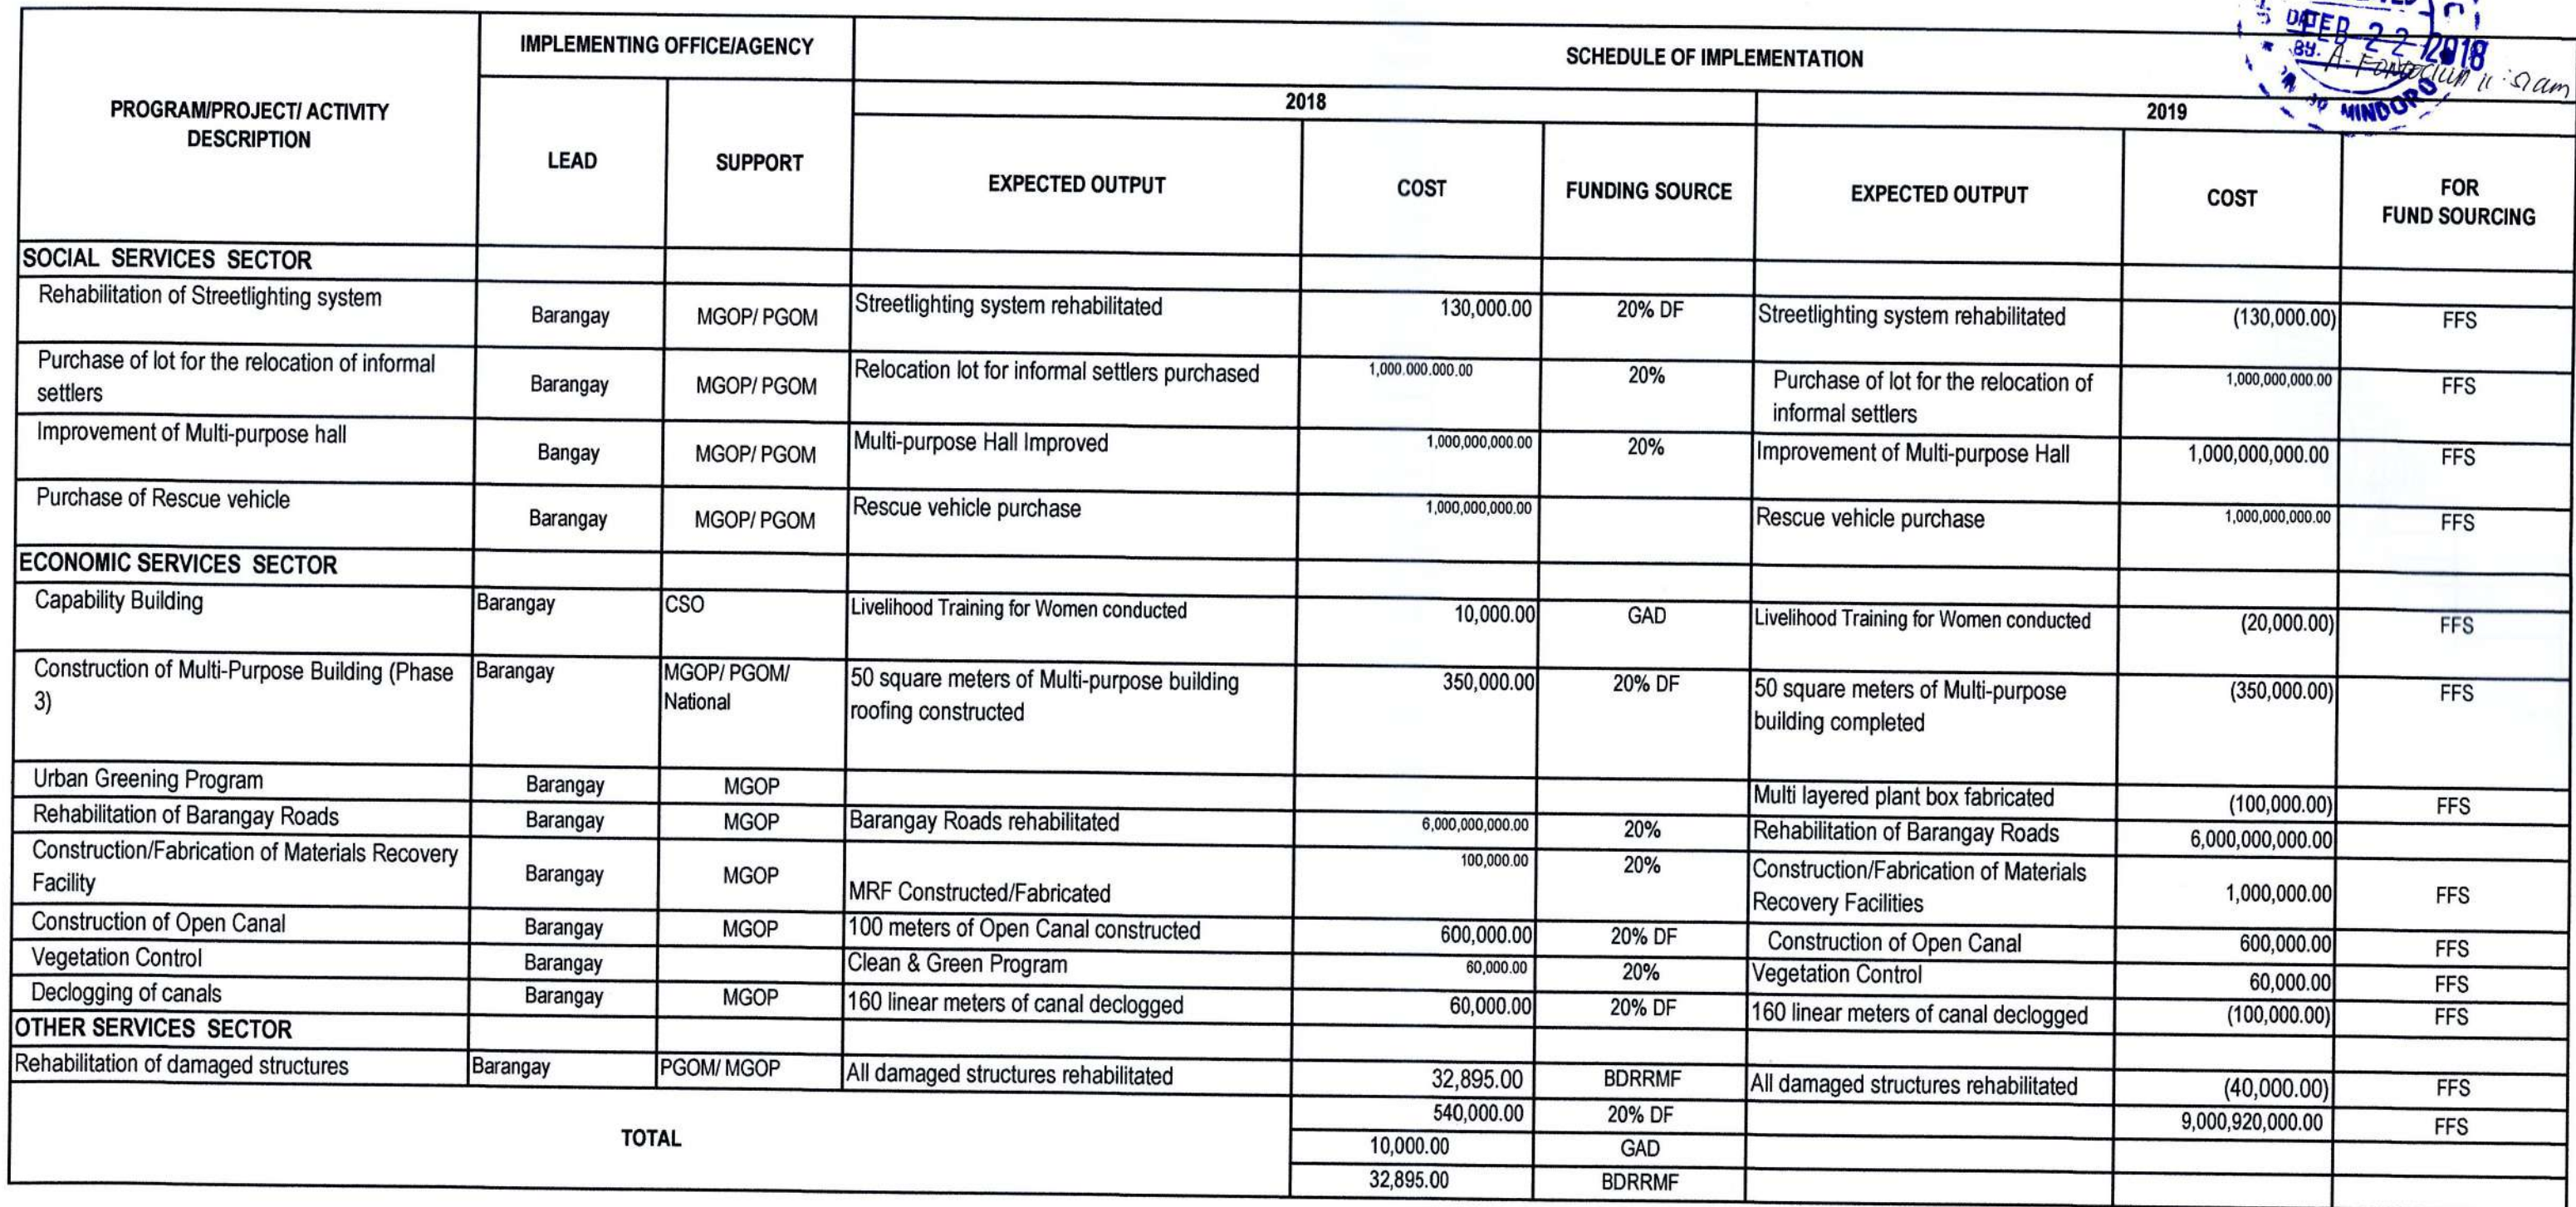 DATED
FEB 22 2018
BY.
MINDORO
PROGRAM/PROJECT/ ACTIVITY
DESCRIPTION
IMPLEMENTING OFFICE/AGENCY
SCHEDULE OF IMPLEMENTATION
LEAD
SUPPORT
2018
2019
EXPECTED OUTPUT
COST
FUNDING SOURCE
EXPECTED OUTPUT
COST
FOR
FUND SOURCING
SOCIAL SERVICES SECTOR
Rehabilitation of Streetlighting system
Barangay
MGOP/ PGOM
Streetlighting system rehabilitated
130,000.00
20% DF
Streetlighting system rehabilitated
(130,000.00)
FFS
Purchase of lot for the relocation of informal
settlers
Barangay
MGOP/ PGOM
Relocation lot for informal settlers purchased
1,000.000.000.00
20%
Purchase of lot for the relocation of
informal settlers
1,000,000,000.00
FFS
Improvement of Multi-purpose hall
Bangay
MGOP/ PGOM
Multi-purpose Hall Improved
1,000,000,000.00
20%
Improvement of Multi-purpose Hall
1,000,000,000.00
FFS
Purchase of Rescue vehicle
Barangay
MGOP/ PGOM
Rescue vehicle purchase
1,000,000,000.00
Rescue vehicle purchase
1,000,000,000.00
FFS
ECONOMIC SERVICES SECTOR
Capability Building
Barangay
CSO
Livelihood Training for Women conducted
10,000.00
GAD
Livelihood Training for Women conducted
(20,000.00)
FFS
Construction of Multi-Purpose Building (Phase
3)
Barangay
MGOP/ PGOM/
National
50 square meters of Multi-purpose building
roofing constructed
350,000.00
20% DF
50 square meters of Multi-purpose
building completed
(350,000.00)
FFS
Urban Greening Program
Barangay
MGOP
Multi layered plant box fabricated
(100,000.00)
FFS
Rehabilitation of Barangay Roads
Barangay
MGOP
Barangay Roads rehabilitated
6,000,000,000.00
20%
Rehabilitation of Barangay Roads
6,000,000,000.00
Construction/Fabrication of Materials Recovery
Facility
Barangay
MGOP
MRF Constructed/Fabricated
100,000.00
20%
Construction/Fabrication of Materials
Recovery Facilities
1,000,000.00
FFS
Construction of Open Canal
Barangay
MGOP
100 meters of Open Canal constructed
600,000.00
20% DF
Construction of Open Canal
600,000.00
FFS
Vegetation Control
Barangay
Clean & Green Program
60,000.00
20%
Vegetation Control
60,000.00
FFS
Declogging of canals
Barangay
MGOP
160 linear meters of canal declogged
60,000.00
20% DF
160 linear meters of canal declogged
(100,000.00)
FFS
OTHER SERVICES SECTOR
Rehabilitation of damaged structures
Barangay
PGOM/ MGOP
All damaged structures rehabilitated
32,895.00
BDRRMF
All damaged structures rehabilitated
(40,000.00)
FFS
TOTAL
540,000.00
20% DF
9,000,920,000.00
FFS
10,000.00
GAD
32,895.00
BDRRMF